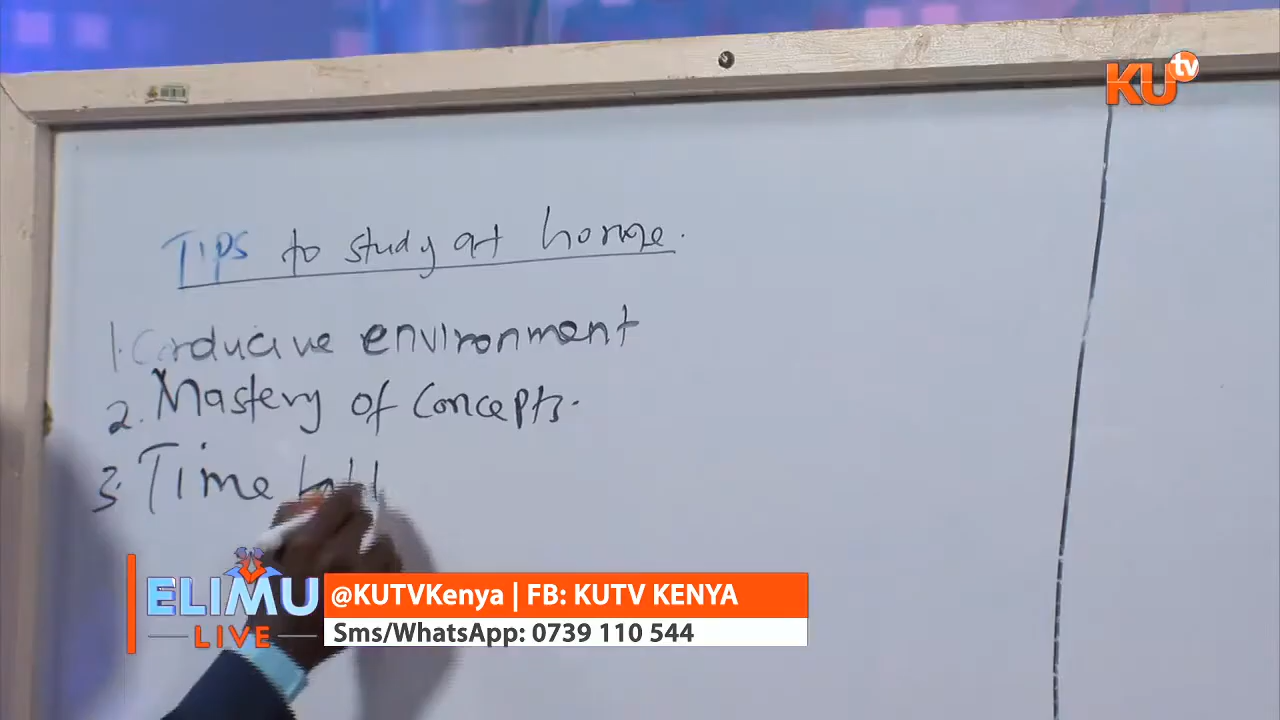 KU tv
Tips to study at home.
1. Conducive environment
2. Mastery of Concepts.
3. Time
ELIMU
LIVE
@KUTVKenya | FB: KUTV KENYA
Sms/WhatsApp: 0739 110 544